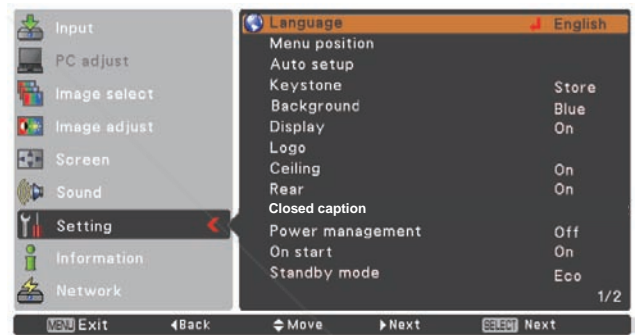 Input
PC adjust
Image select
Image adjust
Screen
Sound
Setting
Information
Network
Language English
Menu position
Auto setup
Keystone Store
Background Blue
Display On
Logo
Ceiling On
Rear On
Closed caption
Power management Off
On start On
Standby mode Eco
1/2
MENU Exit Back Move Next SELECT Next